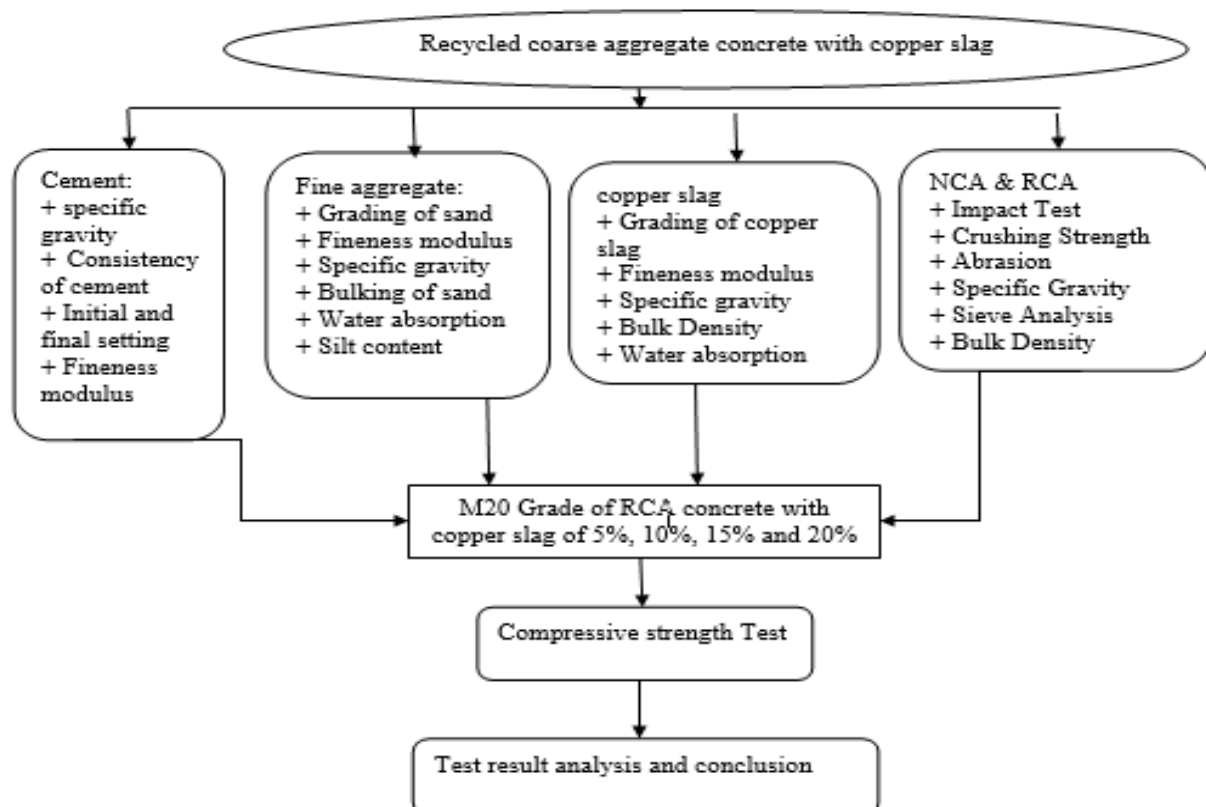 Recycled coarse aggregate concrete with copper slag
Cement:
+ specific
gravity
+ Consistency
of cement
+ Initial and
final setting
+ Fineness
modulus
Fine aggregate:
+ Grading of sand
+ Fineness modulus
+ Specific gravity
+ Bulking of sand
+ Water absorption
+ Silt content
copper slag
+ Grading of copper
slag
+ Fineness modulus
+ Specific gravity
+ Bulk Density
+ Water absorption
NCA & RCA
+ Impact Test
+ Crushing Strength
+ Abrasion
+ Specific Gravity
+ Sieve Analysis
+ Bulk Density
M20 Grade of RCA concrete with
copper slag of 5%, 10%, 15% and 20%
Compressive strength Test
Test result analysis and conclusion